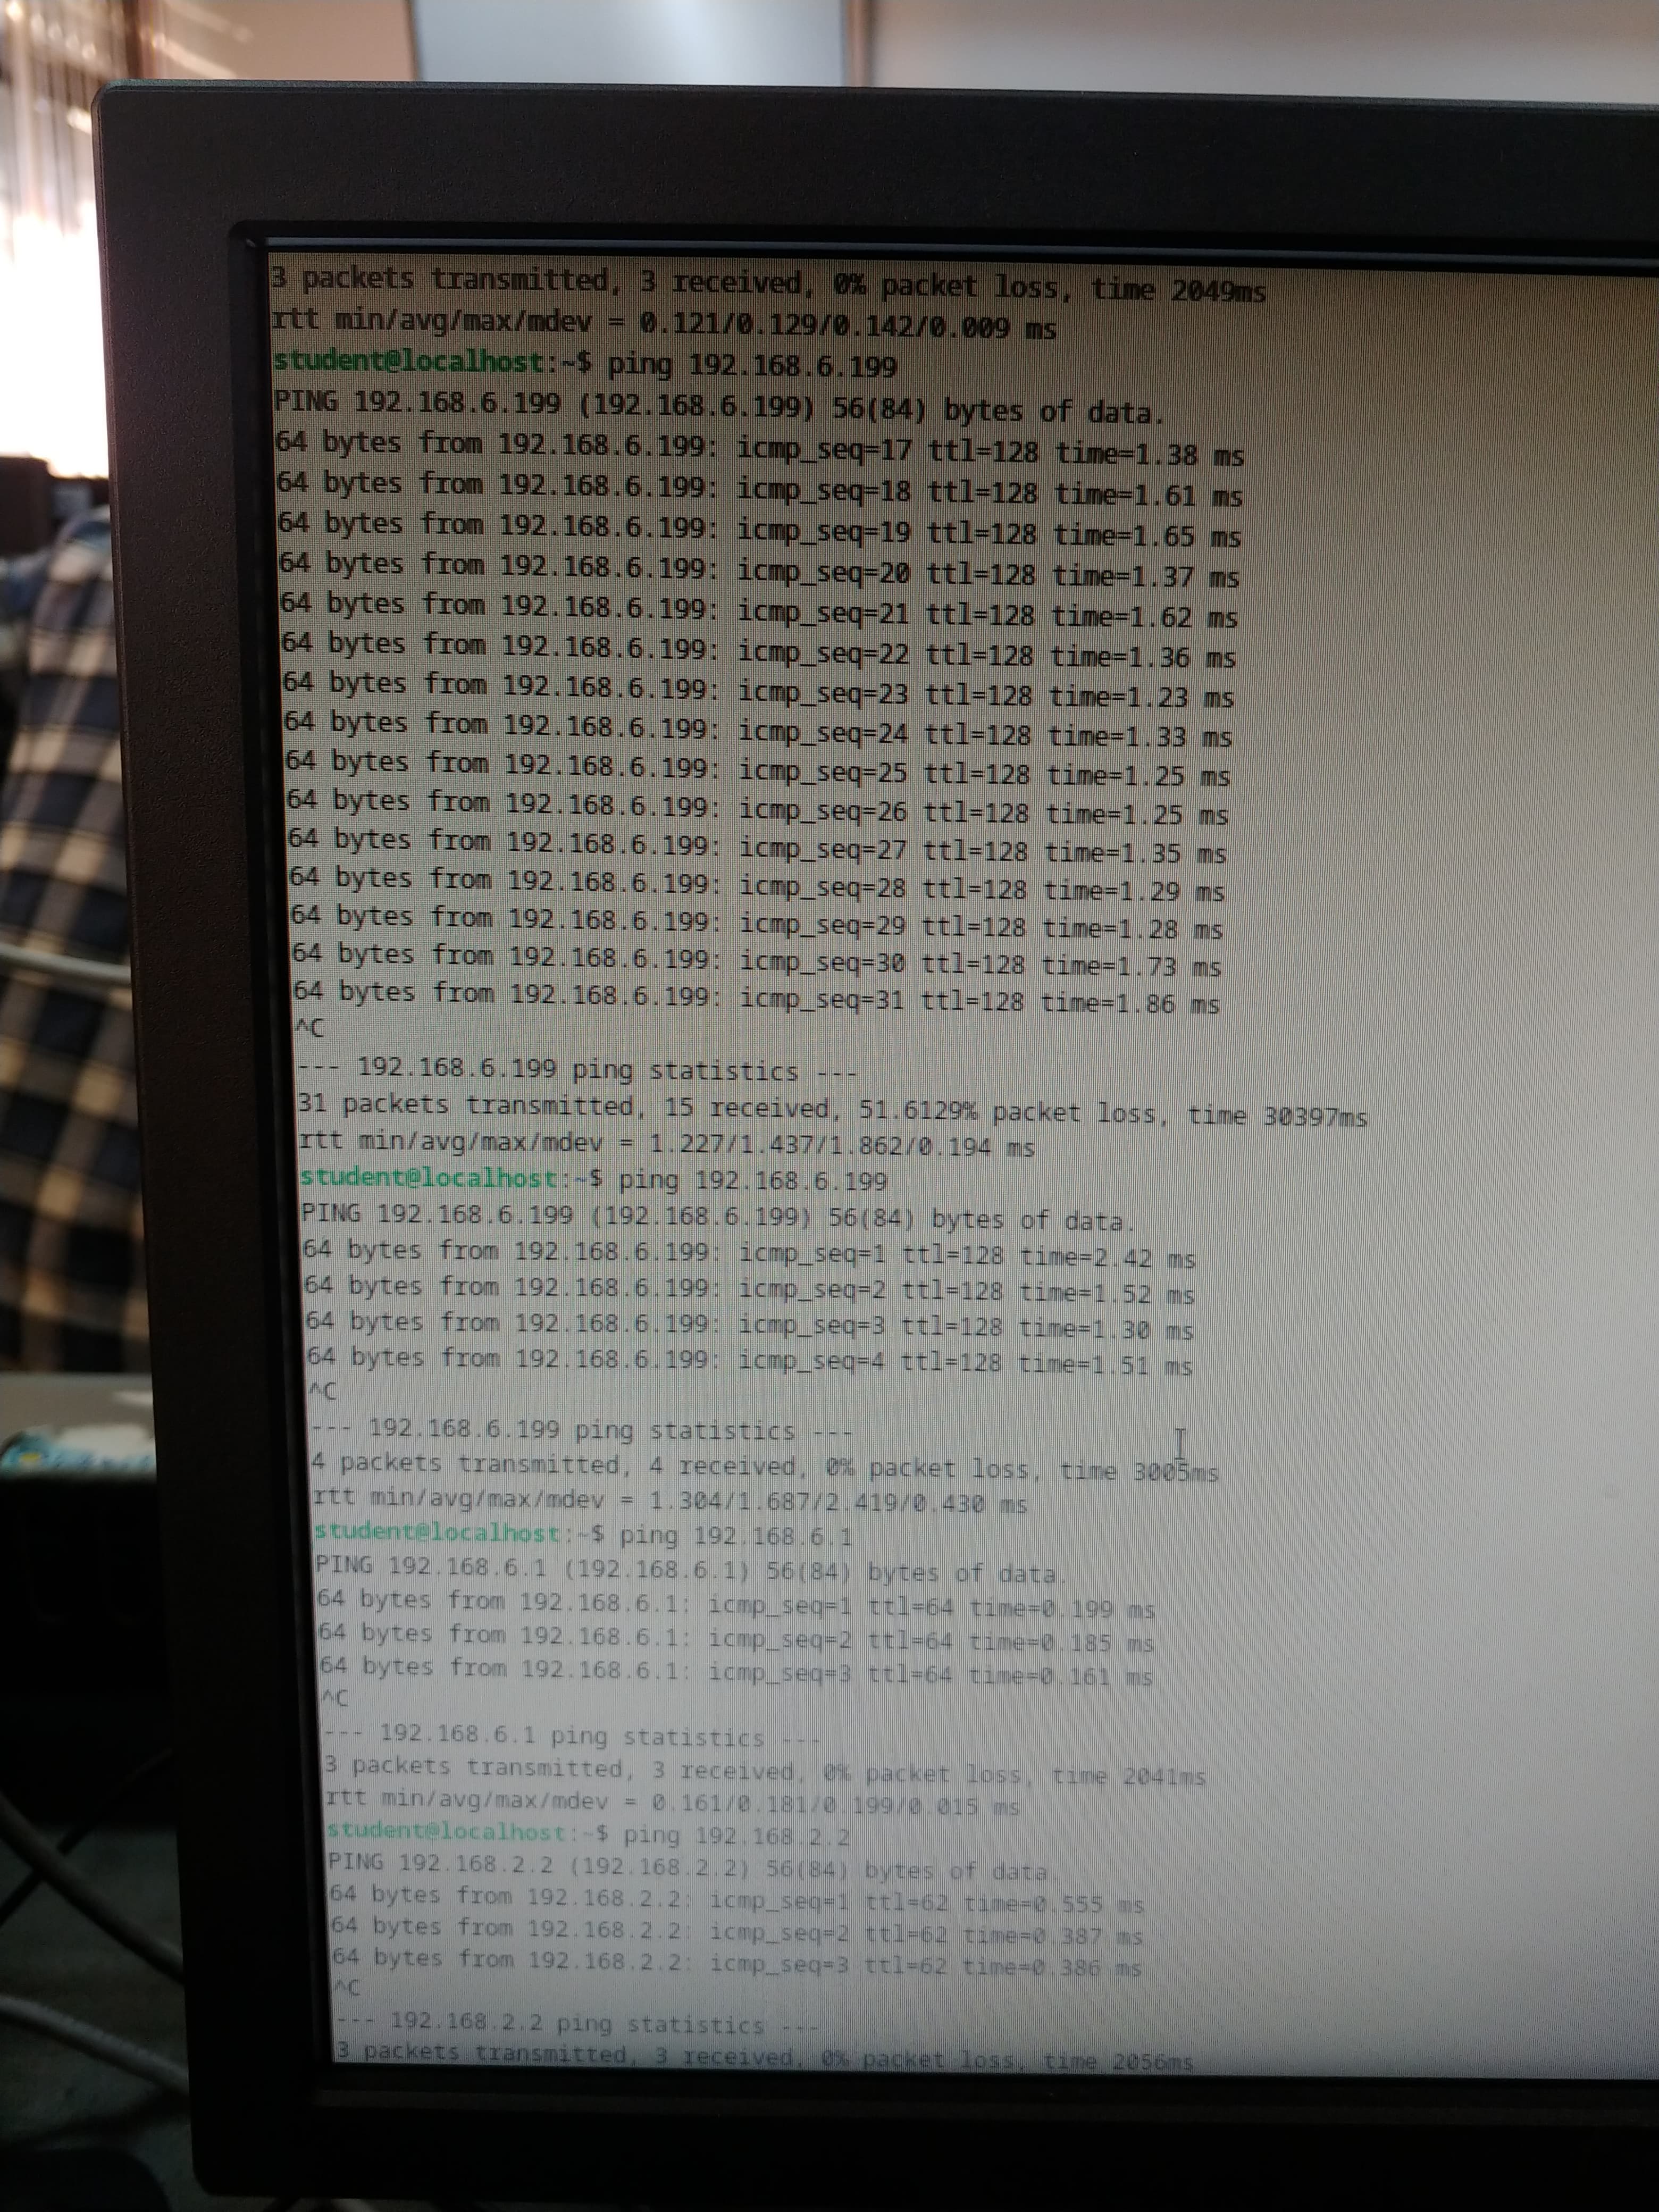 3 packets transmitted, 3 received, 0% packet loss, time 2049ms
rtt min/avg/max/mdev = 0.121/0.129/0.142/0.009 ms
student@localhost:~$ ping 192.168.6.199
PING 192.168.6.199 (192.168.6.199) 56(84) bytes of data.
64 bytes from 192.168.6.199: icmp_seq=17 ttl=128 time=1.38 ms
64 bytes from 192.168.6.199: icmp_seq=18 ttl=128 time=1.61 ms
64 bytes from 192.168.6.199: icmp_seq=19 ttl=128 time=1.65 ms
64 bytes from 192.168.6.199: icmp_seq=20 ttl=128 time=1.37 ms
64 bytes from 192.168.6.199: icmp_seq=21 ttl=128 time=1.62 ms
64 bytes from 192.168.6.199: icmp_seq=22 ttl=128 time=1.36 ms
64 bytes from 192.168.6.199: icmp_seq=23 ttl=128 time=1.23 ms
64 bytes from 192.168.6.199: icmp_seq=24 ttl=128 time=1.33 ms
64 bytes from 192.168.6.199: icmp_seq=25 ttl=128 time=1.25 ms
64 bytes from 192.168.6.199: icmp_seq=26 ttl=128 time=1.25 ms
64 bytes from 192.168.6.199: icmp_seq=27 ttl=128 time=1.35 ms
64 bytes from 192.168.6.199: icmp_seq=28 ttl=128 time=1.29 ms
64 bytes from 192.168.6.199: icmp_seq=29 ttl=128 time=1.28 ms
64 bytes from 192.168.6.199: icmp_seq=30 ttl=128 time=1.73 ms
64 bytes from 192.168.6.199: icmp_seq=31 ttl=128 time=1.86 ms
^C
--- 192.168.6.199 ping statistics ---
31 packets transmitted, 15 received, 51.6129% packet loss, time 30397ms
rtt min/avg/max/mdev = 1.227/1.437/1.862/0.194 ms
student@localhost:~$ ping 192.168.6.199
PING 192.168.6.199 (192.168.6.199) 56(84) bytes of data.
64 bytes from 192.168.6.199: icmp_seq=1 ttl=128 time=2.42 ms
64 bytes from 192.168.6.199: icmp_seq=2 ttl=128 time=1.52 ms
64 bytes from 192.168.6.199: icmp_seq=3 ttl=128 time=1.30 ms
64 bytes from 192.168.6.199: icmp_seq=4 ttl=128 time=1.51 ms
^C
--- 192.168.6.199 ping statistics ---
4 packets transmitted, 4 received, 0% packet loss, time 3005ms
rtt min/avg/max/mdev = 1.304/1.687/2.419/0.430 ms
student@localhost:~$ ping 192.168.6.1
PING 192.168.6.1 (192.168.6.1) 56(84) bytes of data.
64 bytes from 192.168.6.1: icmp_seq=1 ttl=64 time=0.199 ms
64 bytes from 192.168.6.1: icmp_seq=2 ttl=64 time=0.185 ms
64 bytes from 192.168.6.1: icmp_seq=3 ttl=64 time=0.161 ms
^C
--- 192.168.6.1 ping statistics ---
3 packets transmitted, 3 received, 0% packet loss, time 2041ms
rtt min/avg/max/mdev = 0.161/0.181/0.199/0.015 ms
student@localhost:~$ ping 192.168.2.2
PING 192.168.2.2 (192.168.2.2) 56(84) bytes of data.
64 bytes from 192.168.2.2: icmp_seq=1 ttl=62 time=0.555 ms
64 bytes from 192.168.2.2: icmp_seq=2 ttl=62 time=0.387 ms
64 bytes from 192.168.2.2: icmp_seq=3 ttl=62 time=0.386 ms
^C
--- 192.168.2.2 ping statistics ---
3 packets transmitted, 3 received, 0% packet loss, time 2056ms